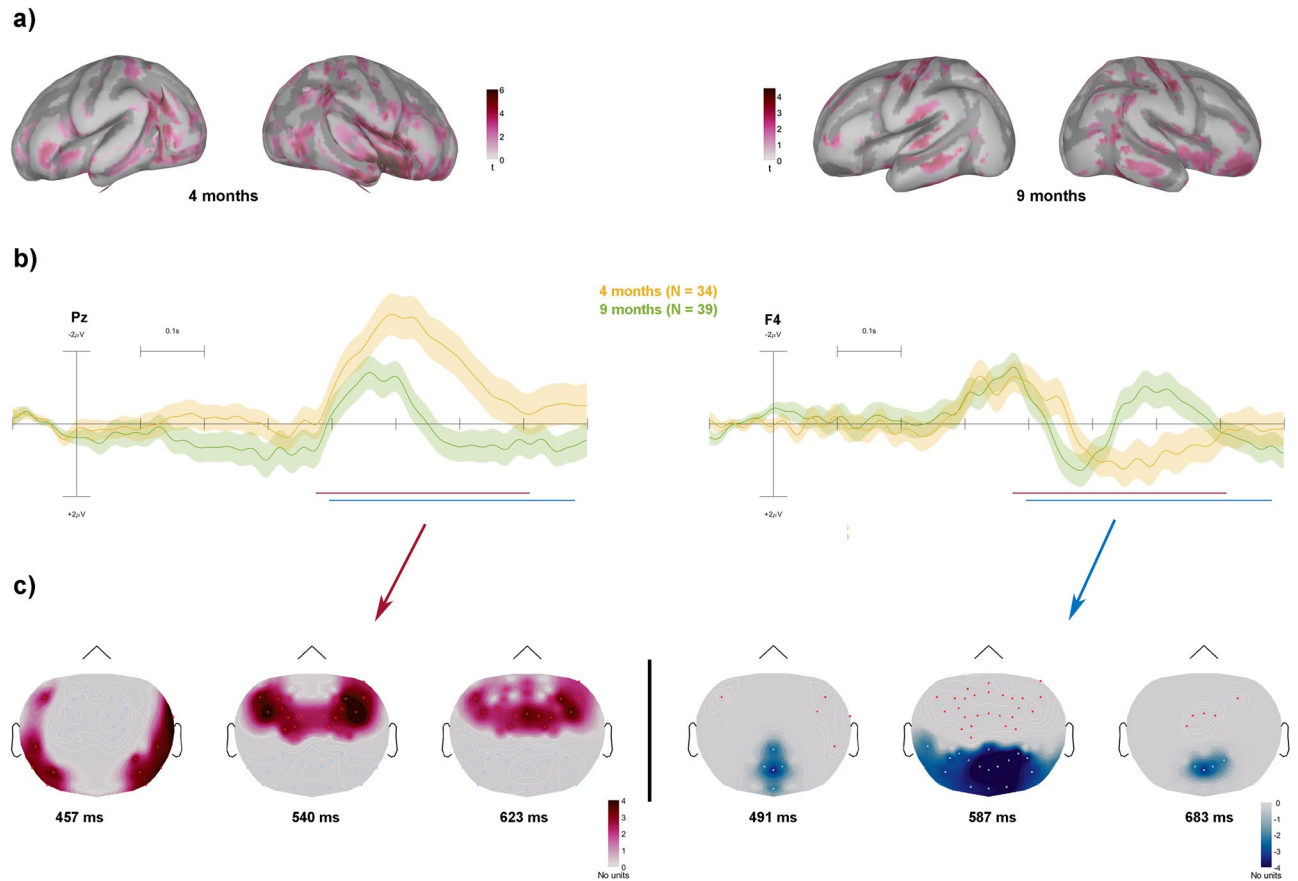 a)
6
4
2
0
t
4
3
2
1
0
t
4 months
9 months
b)
4 months (N = 34)
9 months (N = 39)
Pz
-2μV
0.1s
+2μV
F4
-2μV
0.1s
+2μV
c)
457 ms
540 ms
623 ms
4
3
2
1
0
No units
491 ms
587 ms
683 ms
0
-1
-2
-3
-4
No units